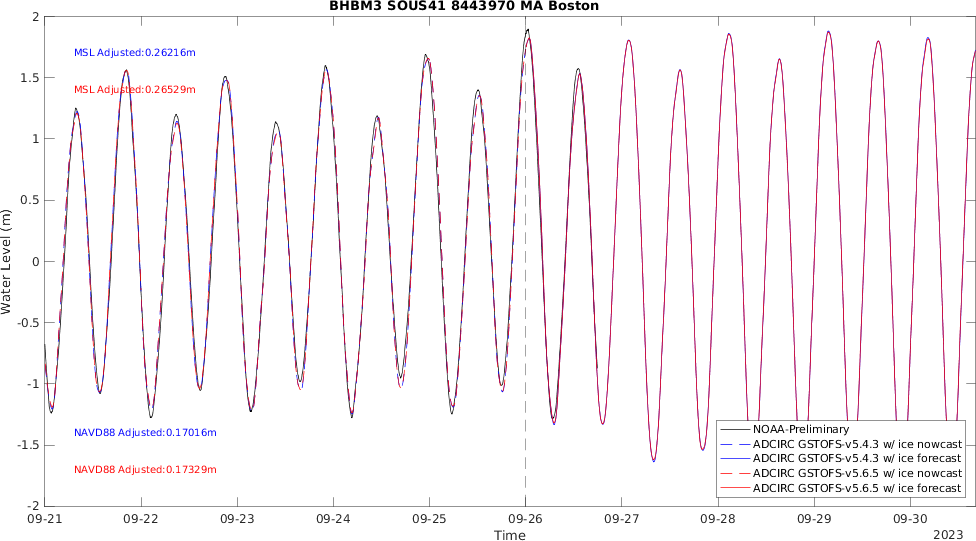 BHBM3 SOUS41 8443970 MA Boston
2
1.5
1
0.5
0
-0.5
-1
-1.5
-2
Water Level (m)
MSL Adjusted:0.26216m
MSL Adjusted:0.26529m
NAVD88 Adjusted:0.17016m
NAVD88 Adjusted:0.17329m
NOAA-Preliminary
ADCIRC GSTOFS-v5.4.3 w/ ice nowcast
ADCIRC GSTOFS-v5.4.3 w/ ice forecast
ADCIRC GSTOFS-v5.6.5 w/ ice nowcast
ADCIRC GSTOFS-v5.6.5 w/ ice forecast
09-21 09-22 09-23 09-24 09-25 09-26 09-27 09-28 09-29 09-30
Time
2023